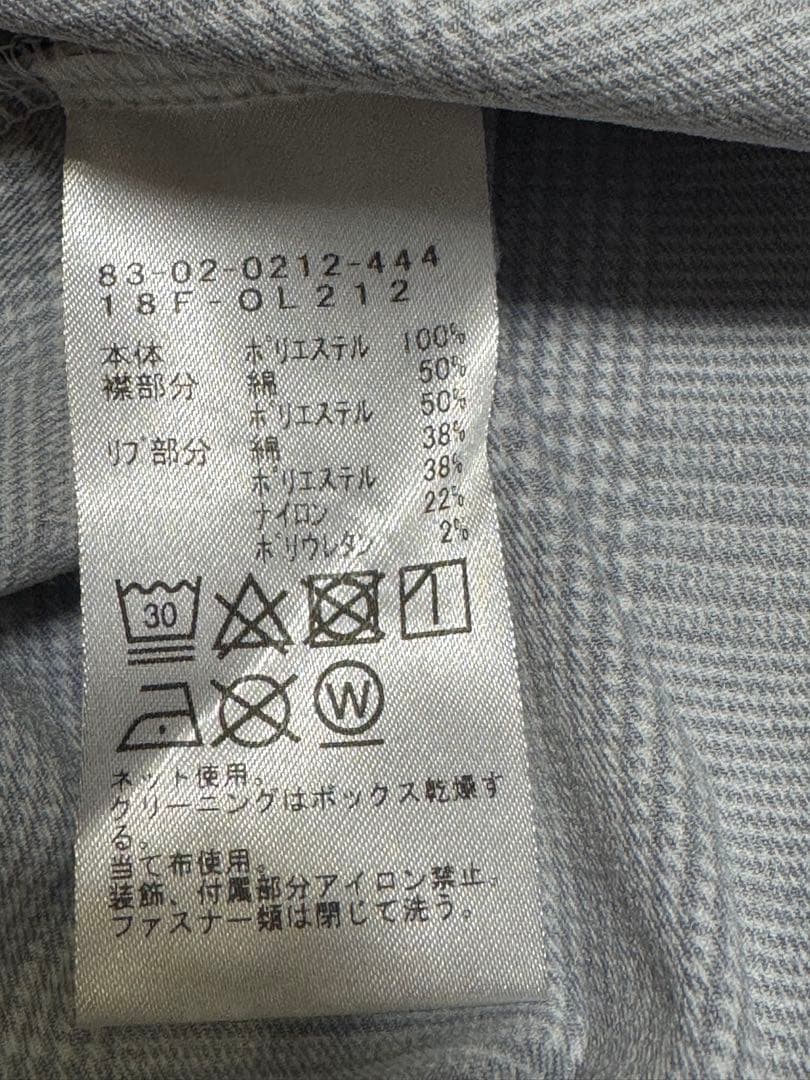 83-02-0212-444
18F-OL212
本体 ポリエステル 100%
襟部分 綿 50%
ポリエステル 50%
リブ部分 綿 38%
ポリエステル 38%
ナイロン 22%
ポリウレタン 2%
30
W
ネット使用。
クリーニングはボックス乾燥す
る。
当て布使用。
装飾、付属部分アイロン禁止。
ファスナー類は閉じて洗う。